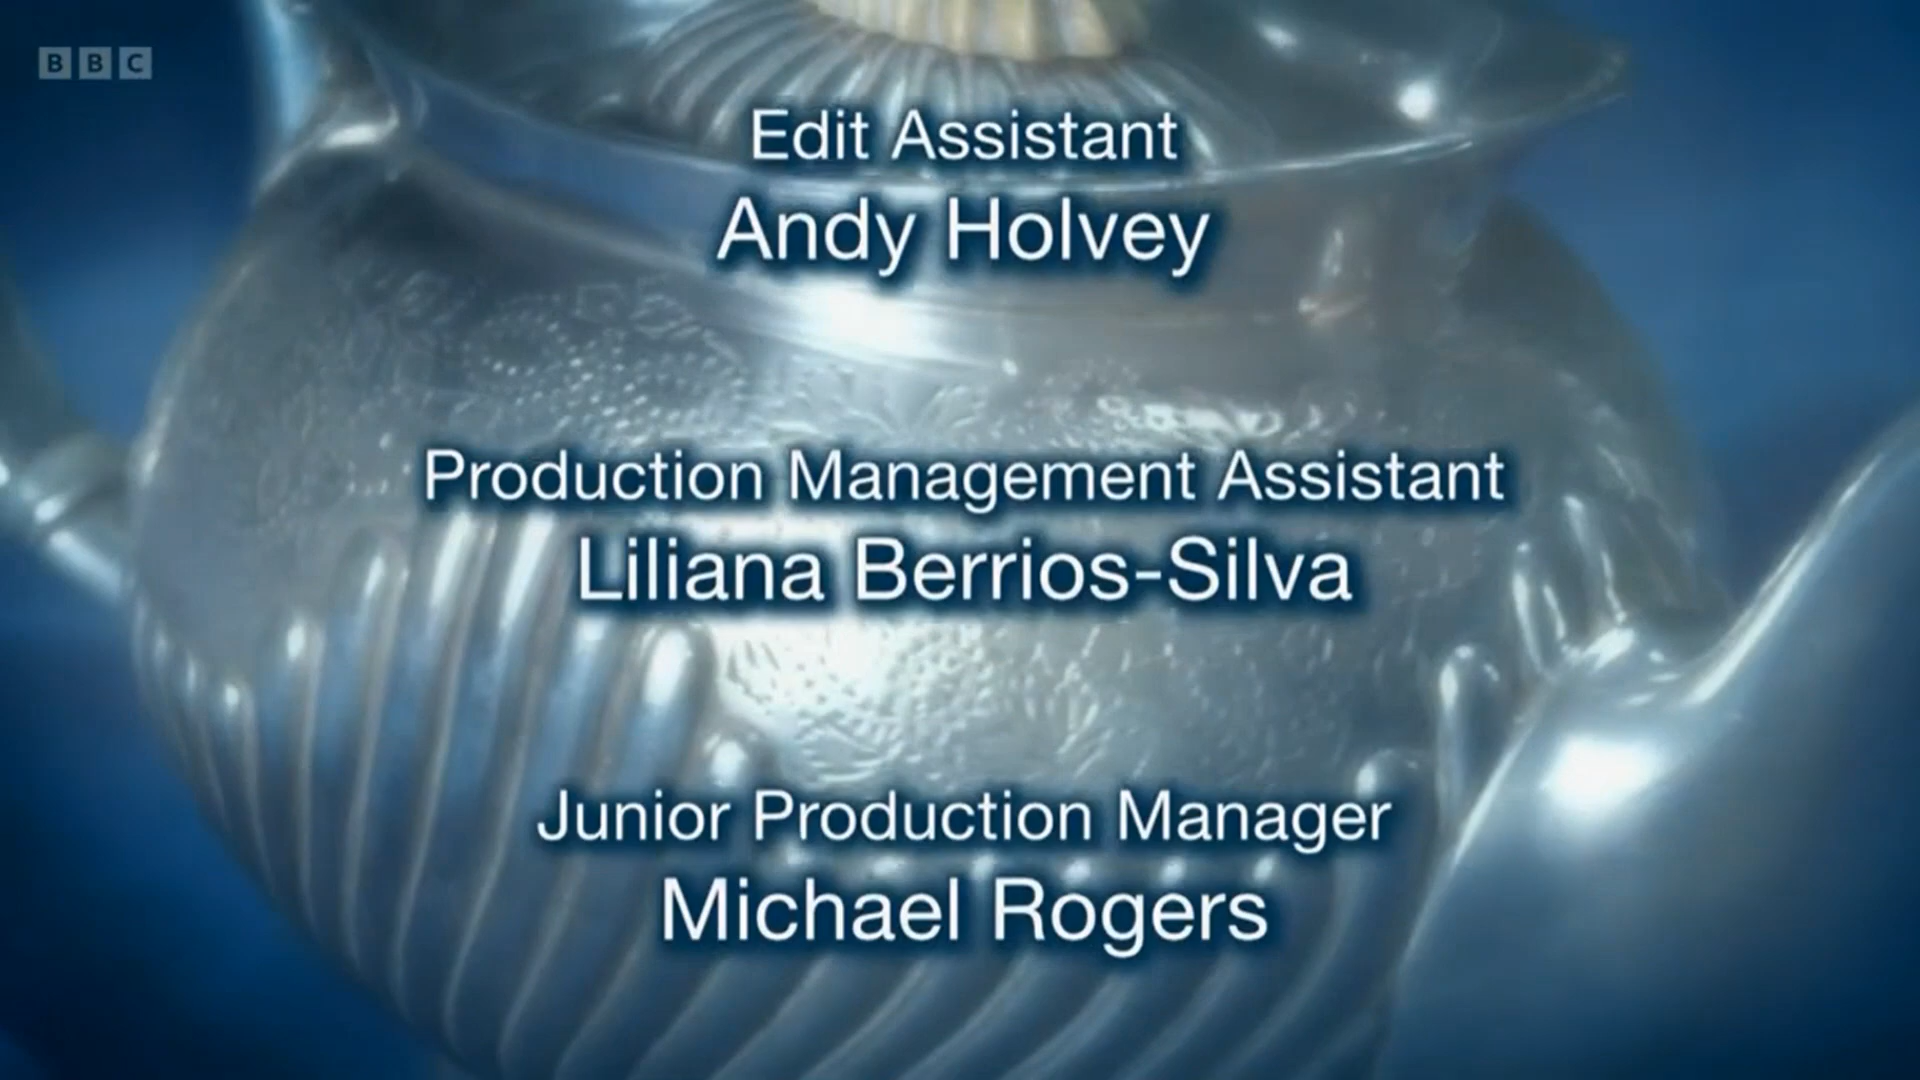 BBC
Edit Assistant
Andy Holvey
Production Management Assistant
Liliana Berrios-Silva
Junior Production Manager
Michael Rogers